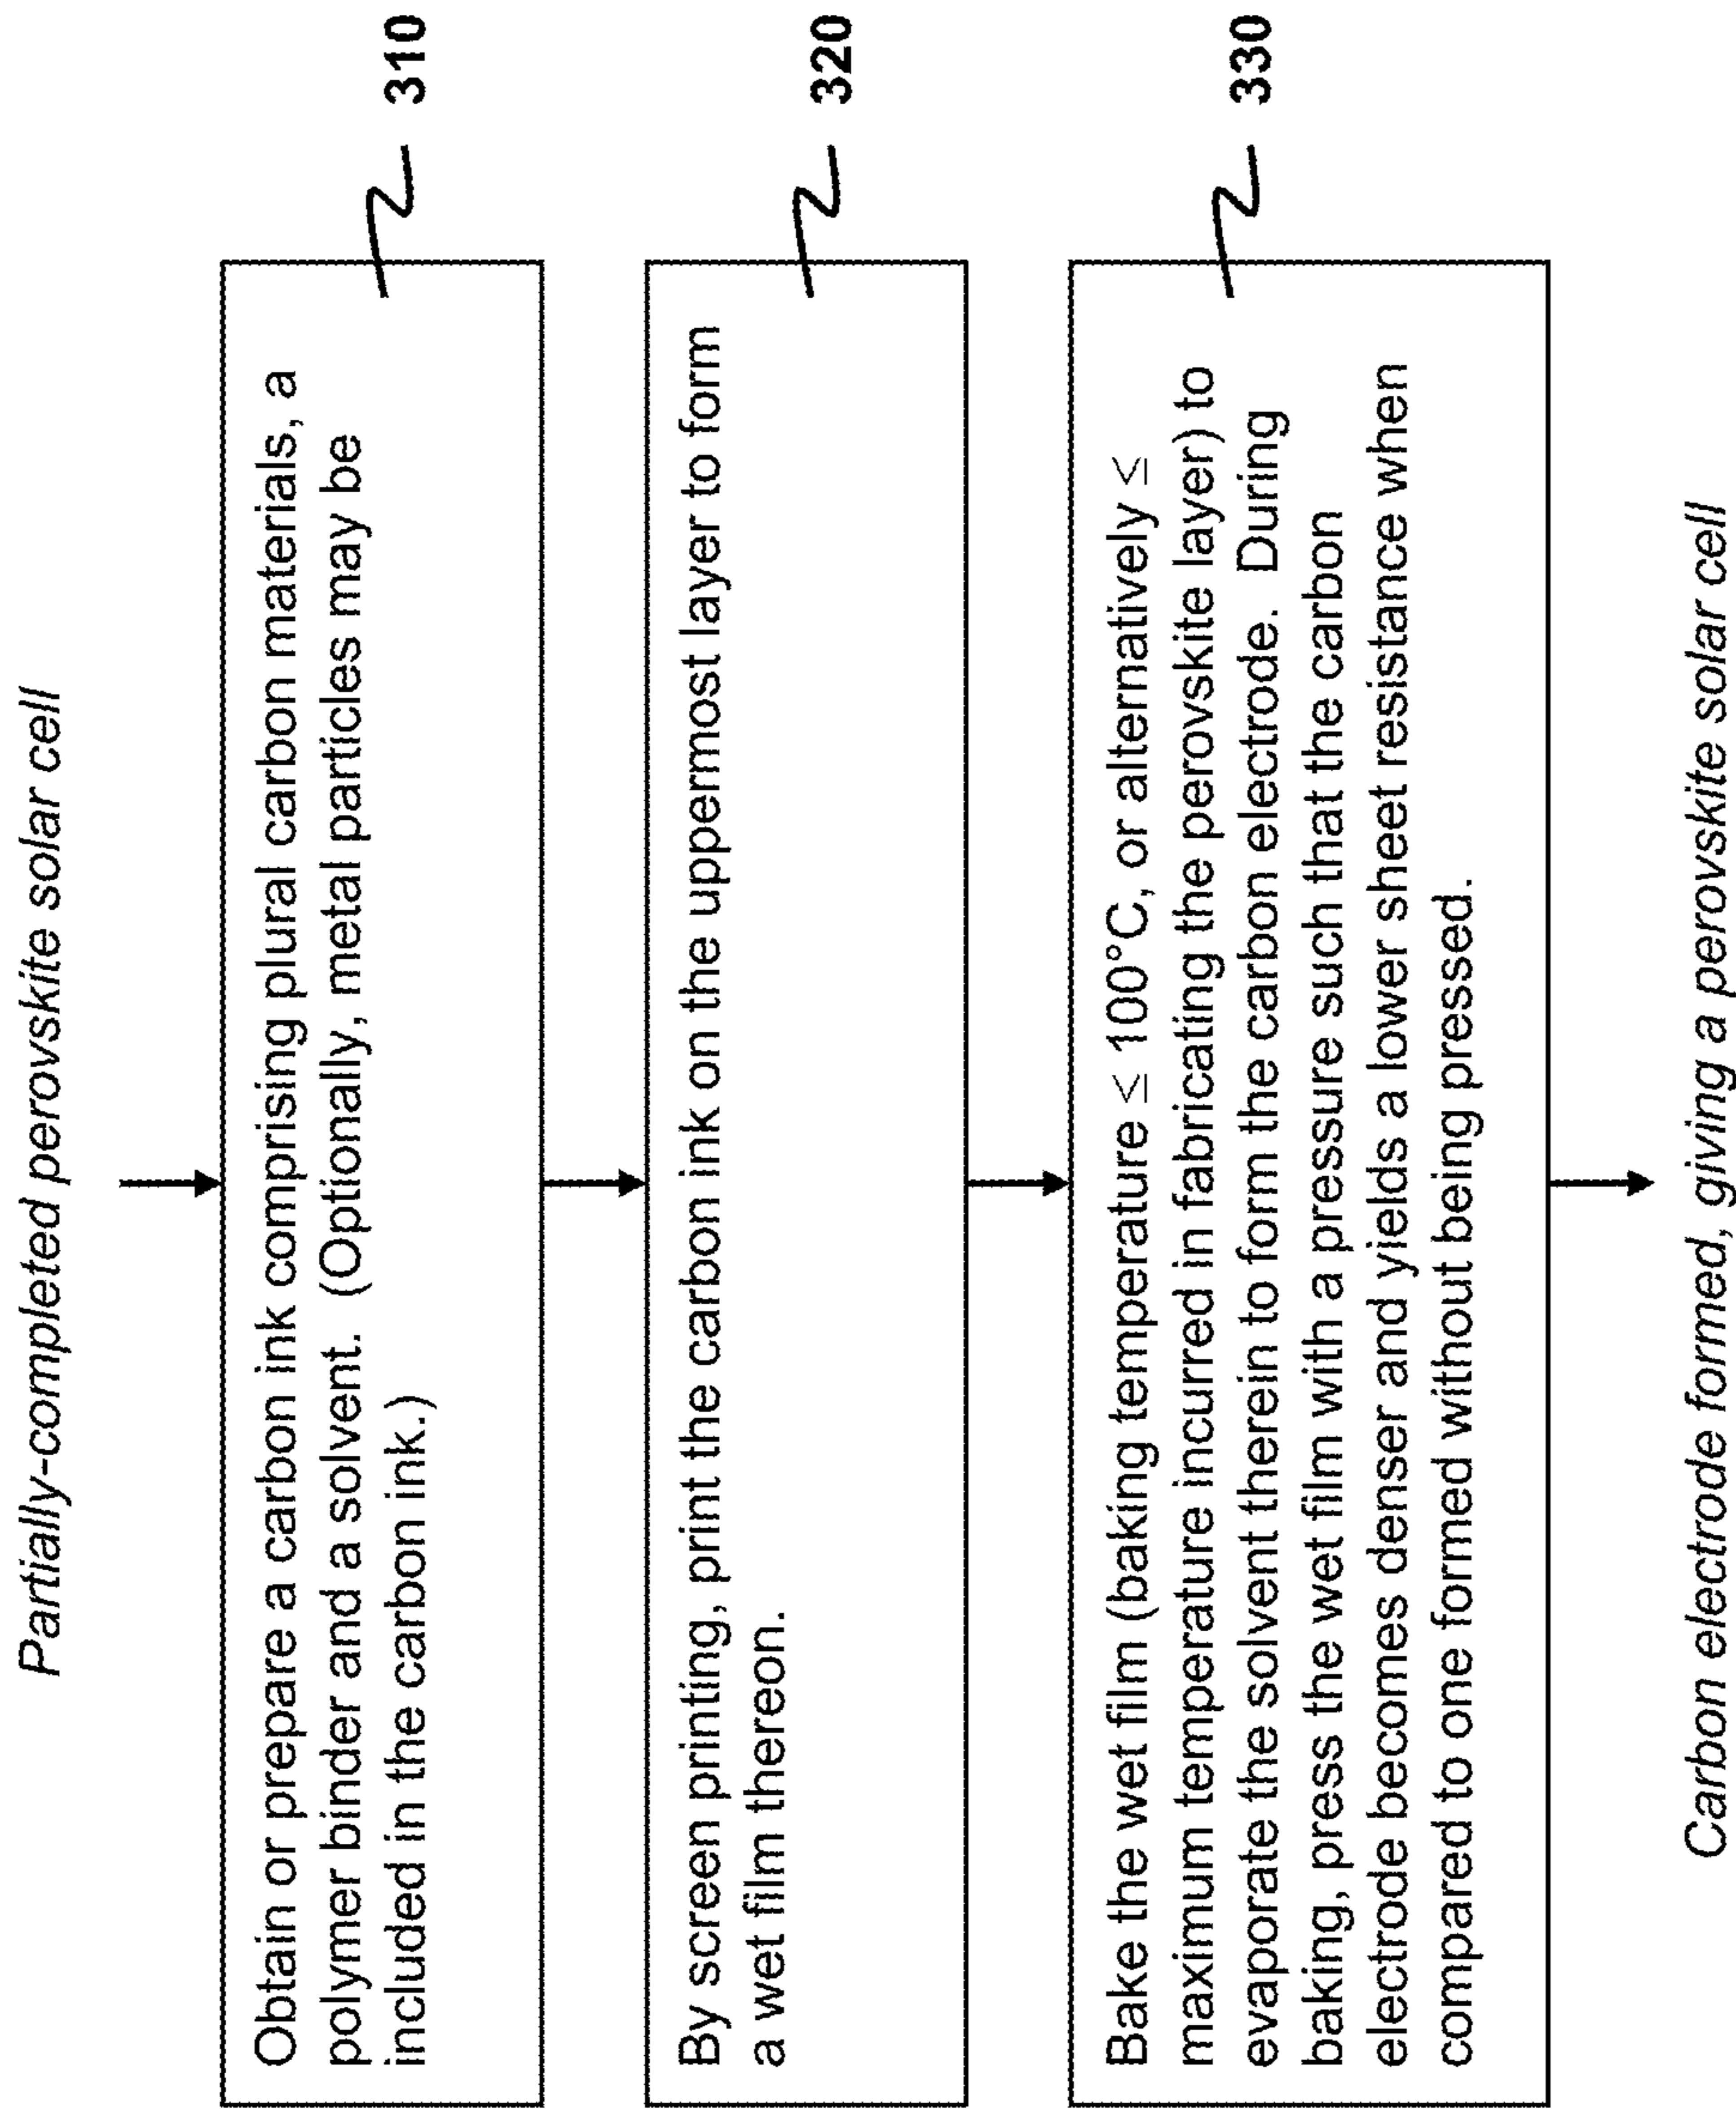 Partially-completed perovskite solar cell
Obtain or prepare a carbon ink comprising plural carbon materials, a
polymer binder and a solvent. (Optionally, metal particles may be
included in the carbon ink.)
310
By screen printing, print the carbon ink on the uppermost layer to form
a wet film thereon.
320
Bake the wet film (baking temperature ≤ 100°C, or alternatively ≤
maximum temperature incurred in fabricating the perovskite layer) to
evaporate the solvent therein to form the carbon electrode. During
baking, press the wet film with a pressure such that the carbon
electrode becomes denser and yields a lower sheet resistance when
compared to one formed without being pressed.
330
Carbon electrode formed, giving a perovskite solar cell